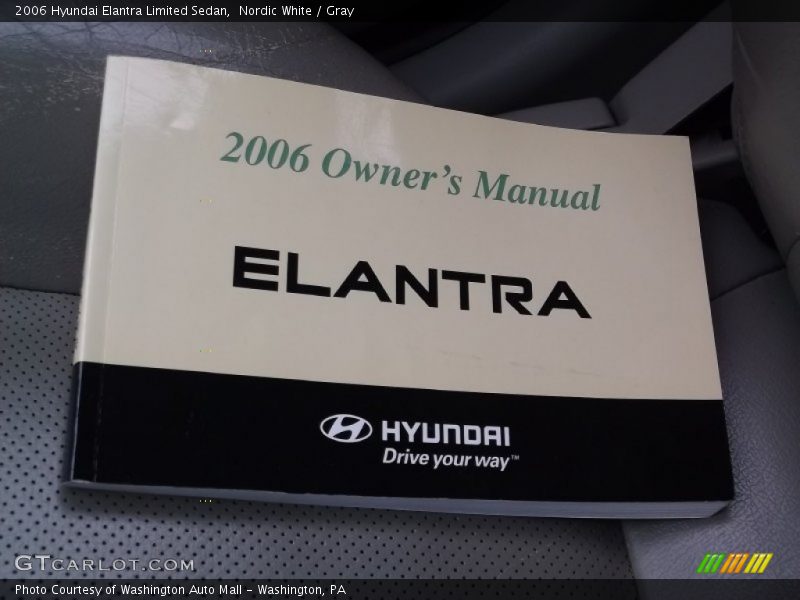 2006 Hyundai Elantra Limited Sedan,  Nordic White / Gray
2006 Owner's Manual
ELANTRA
HYUNDAI
Drive your way™
GTCARLOT.COM
Photo Courtesy of Washington Auto Mall - Washington, PA